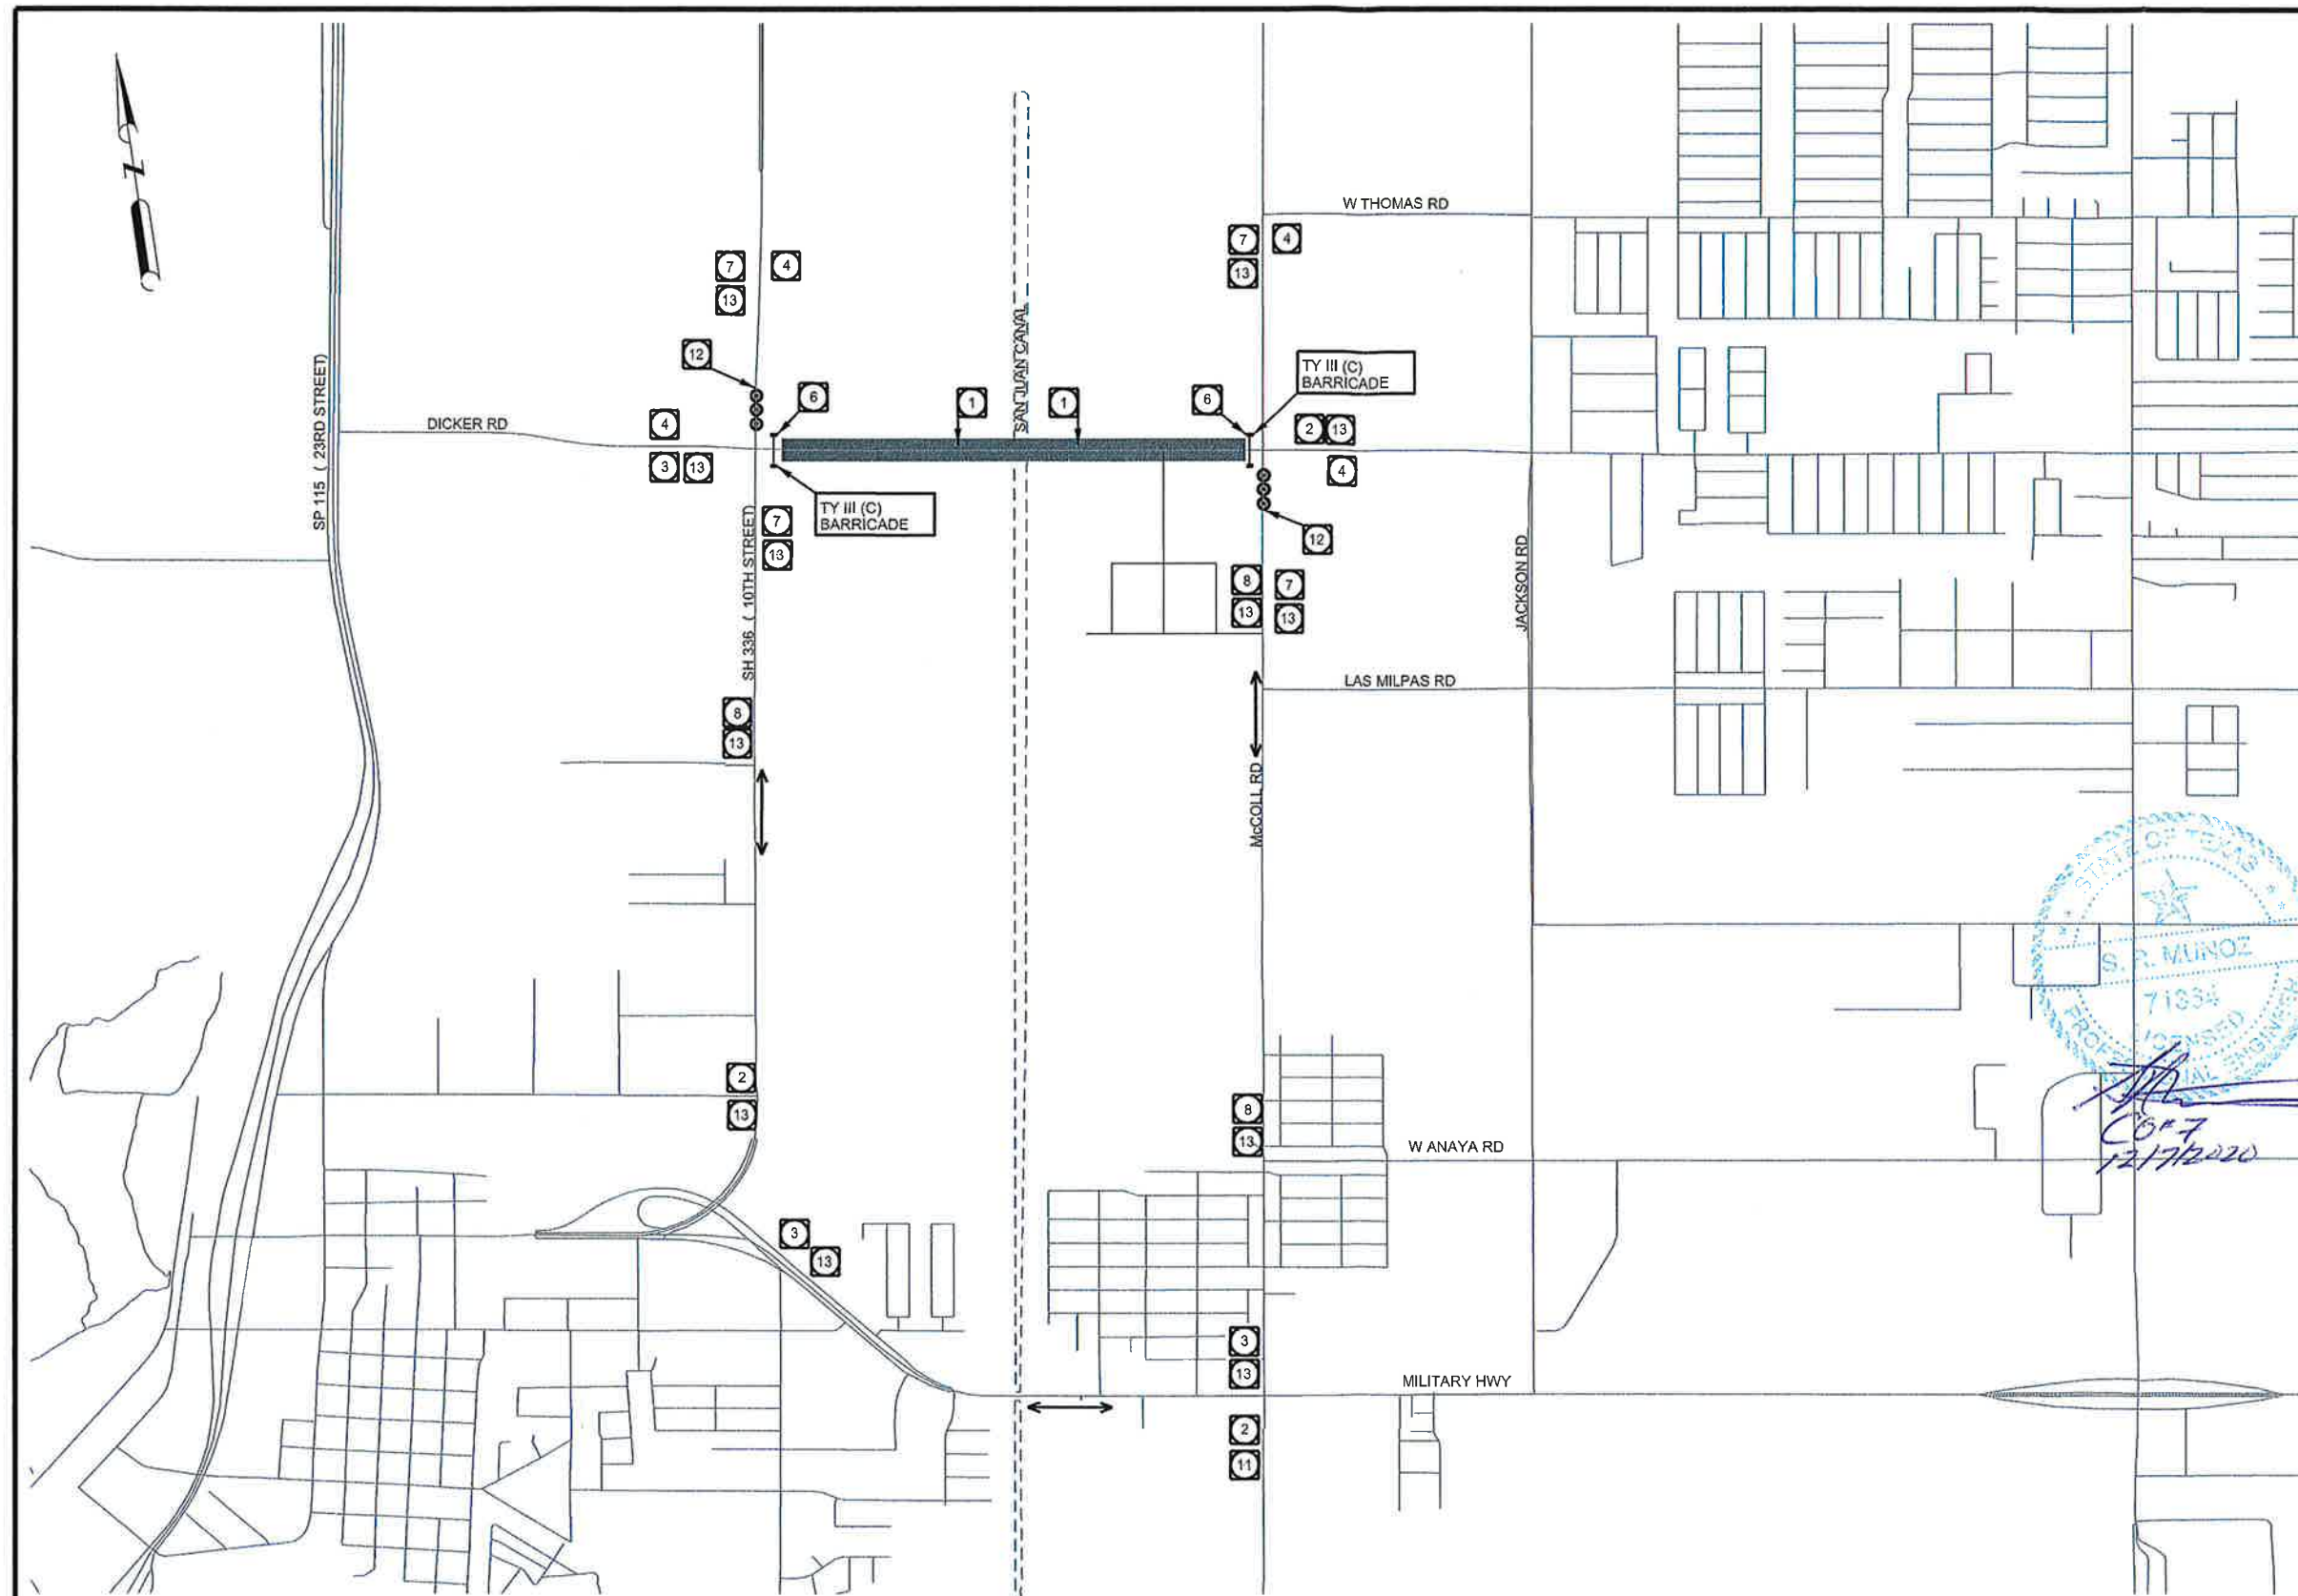 N
W THOMAS RD
7
4
13
7
4
13
SAN JUAN CANAL
SP 115 ( 23RD STREET)
12
6
1
1
6
TY III (C)
BARRICADE
DICKER RD
4
3
13
2
13
4
TY III (C)
BARRICADE
SH 336 ( 10TH STREET)
7
13
12
8
7
13
13
JACKSON RD
LAS MILPAS RD
8
13
McCOLL RD
STATE OF TEXAS
S. R. MUNOZ
71334
LICENSED
PROFESSIONAL ENGINEER
CO#7
12/7/2020
2
13
8
13
W ANAYA RD
3
13
3
13
MILITARY HWY
2
11